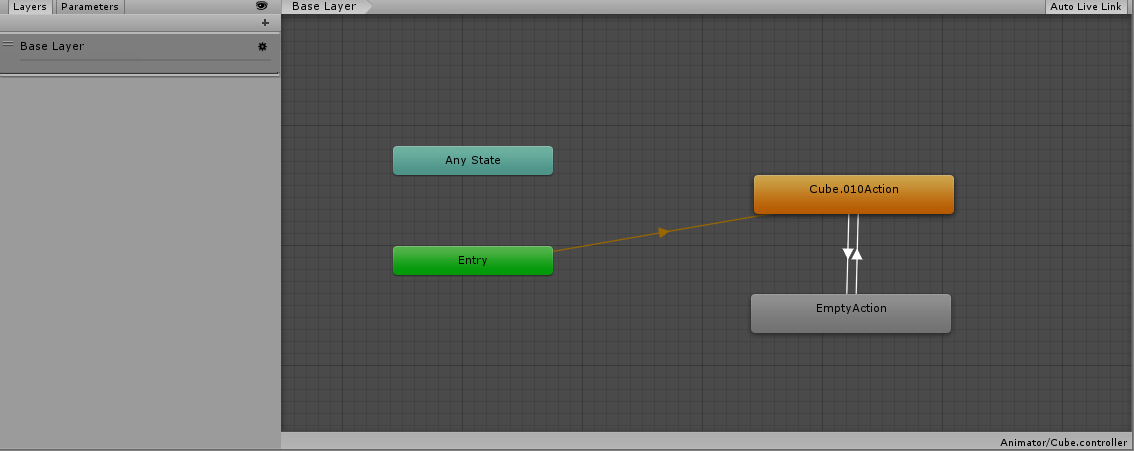 Layers Parameters
Base Layer
Auto Live Link
+
Base Layer
Any State
Cube.010Action
Entry
EmptyAction
Animator/Cube.controller